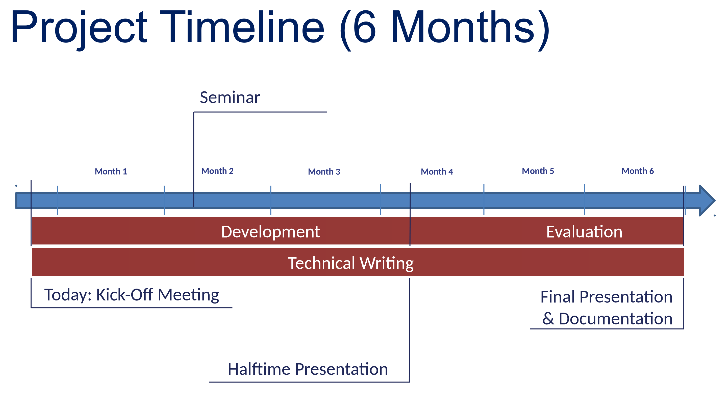 Project Timeline (6 Months)
Seminar
Month 1
Month 2
Month 3
Month 4
Month 5
Month 6
Development
Evaluation
Technical Writing
Today: Kick-Off Meeting
Final Presentation
& Documentation
Halftime Presentation